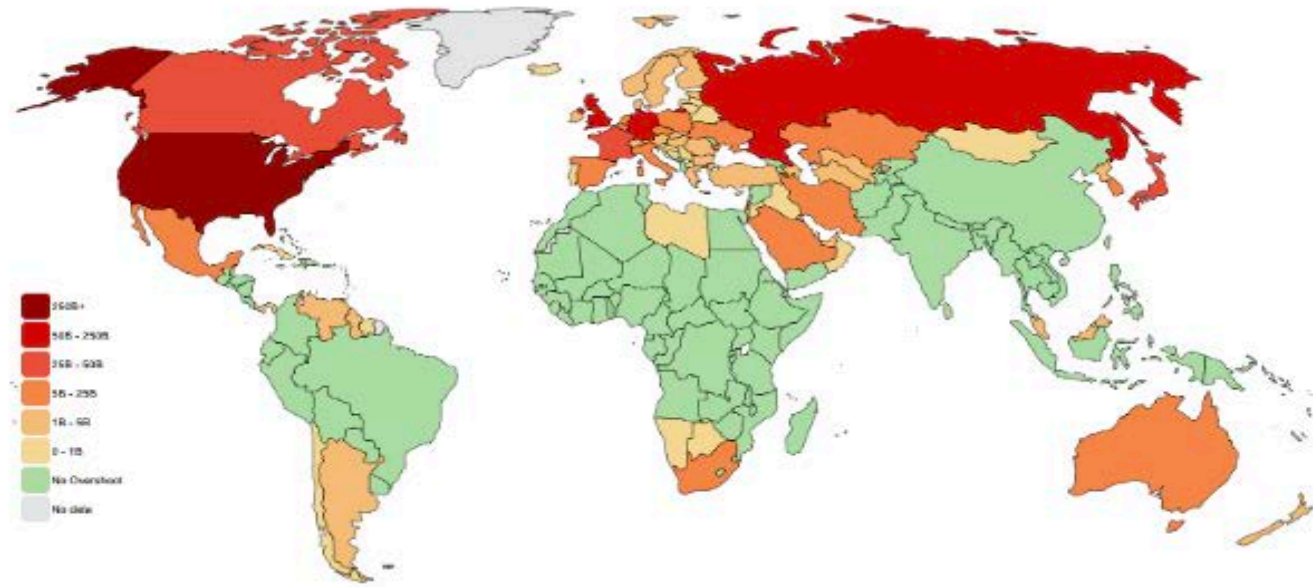 250B+
50B - 250B
25B - 50B
5B - 25B
1B - 5B
0 - 1B
No Overshoot
No data